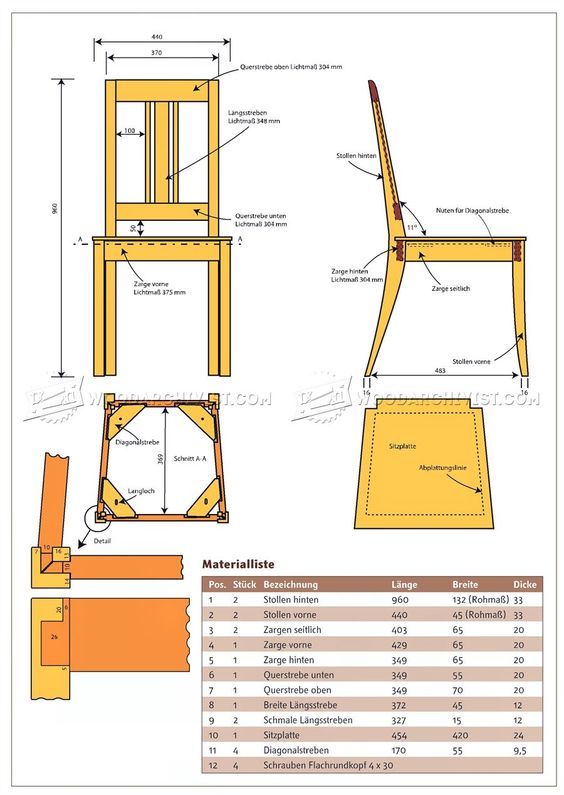 440
370
Querstrebe oben Lichtmaß 304 mm
Längsstreben
Lichtmaß 348 mm
100
960
Querstrebe unten
Lichtmaß 304 mm
50
A
A
Zarge vorne
Lichtmaß 375 mm
Stollen hinten
Nuten für Diagonalstrebe
11°
Zarge hinten
Lichtmaß 304 mm
Zarge seitlich
Stollen vorne
483
16
16
WOODARCHIVIST.COM
WOODARCHIVIST.COM
Diagonalstrebe
369
Schnitt A-A
Langloch
Detail
Sitzplatte
Abplattungslinie
10
7
16
11
10
14
6
20
26
5
Materialliste
Pos. Stück Bezeichnung Länge Breite Dicke
1 2 Stollen hinten 960 132 (Rohmaß) 33
2 2 Stollen vorne 440 45 (Rohmaß) 33
3 2 Zargen seitlich 403 65 20
4 1 Zarge vorne 429 65 20
5 1 Zarge hinten 349 65 20
6 1 Querstrebe unten 349 55 20
7 1 Querstrebe oben 349 70 20
8 1 Breite Längsstrebe 372 45 12
9 2 Schmale Längsstreben 327 15 12
10 1 Sitzplatte 454 420 24
11 4 Diagonalstreben 170 55 9,5
12 4 Schrauben Flachrundkopf 4 x 30